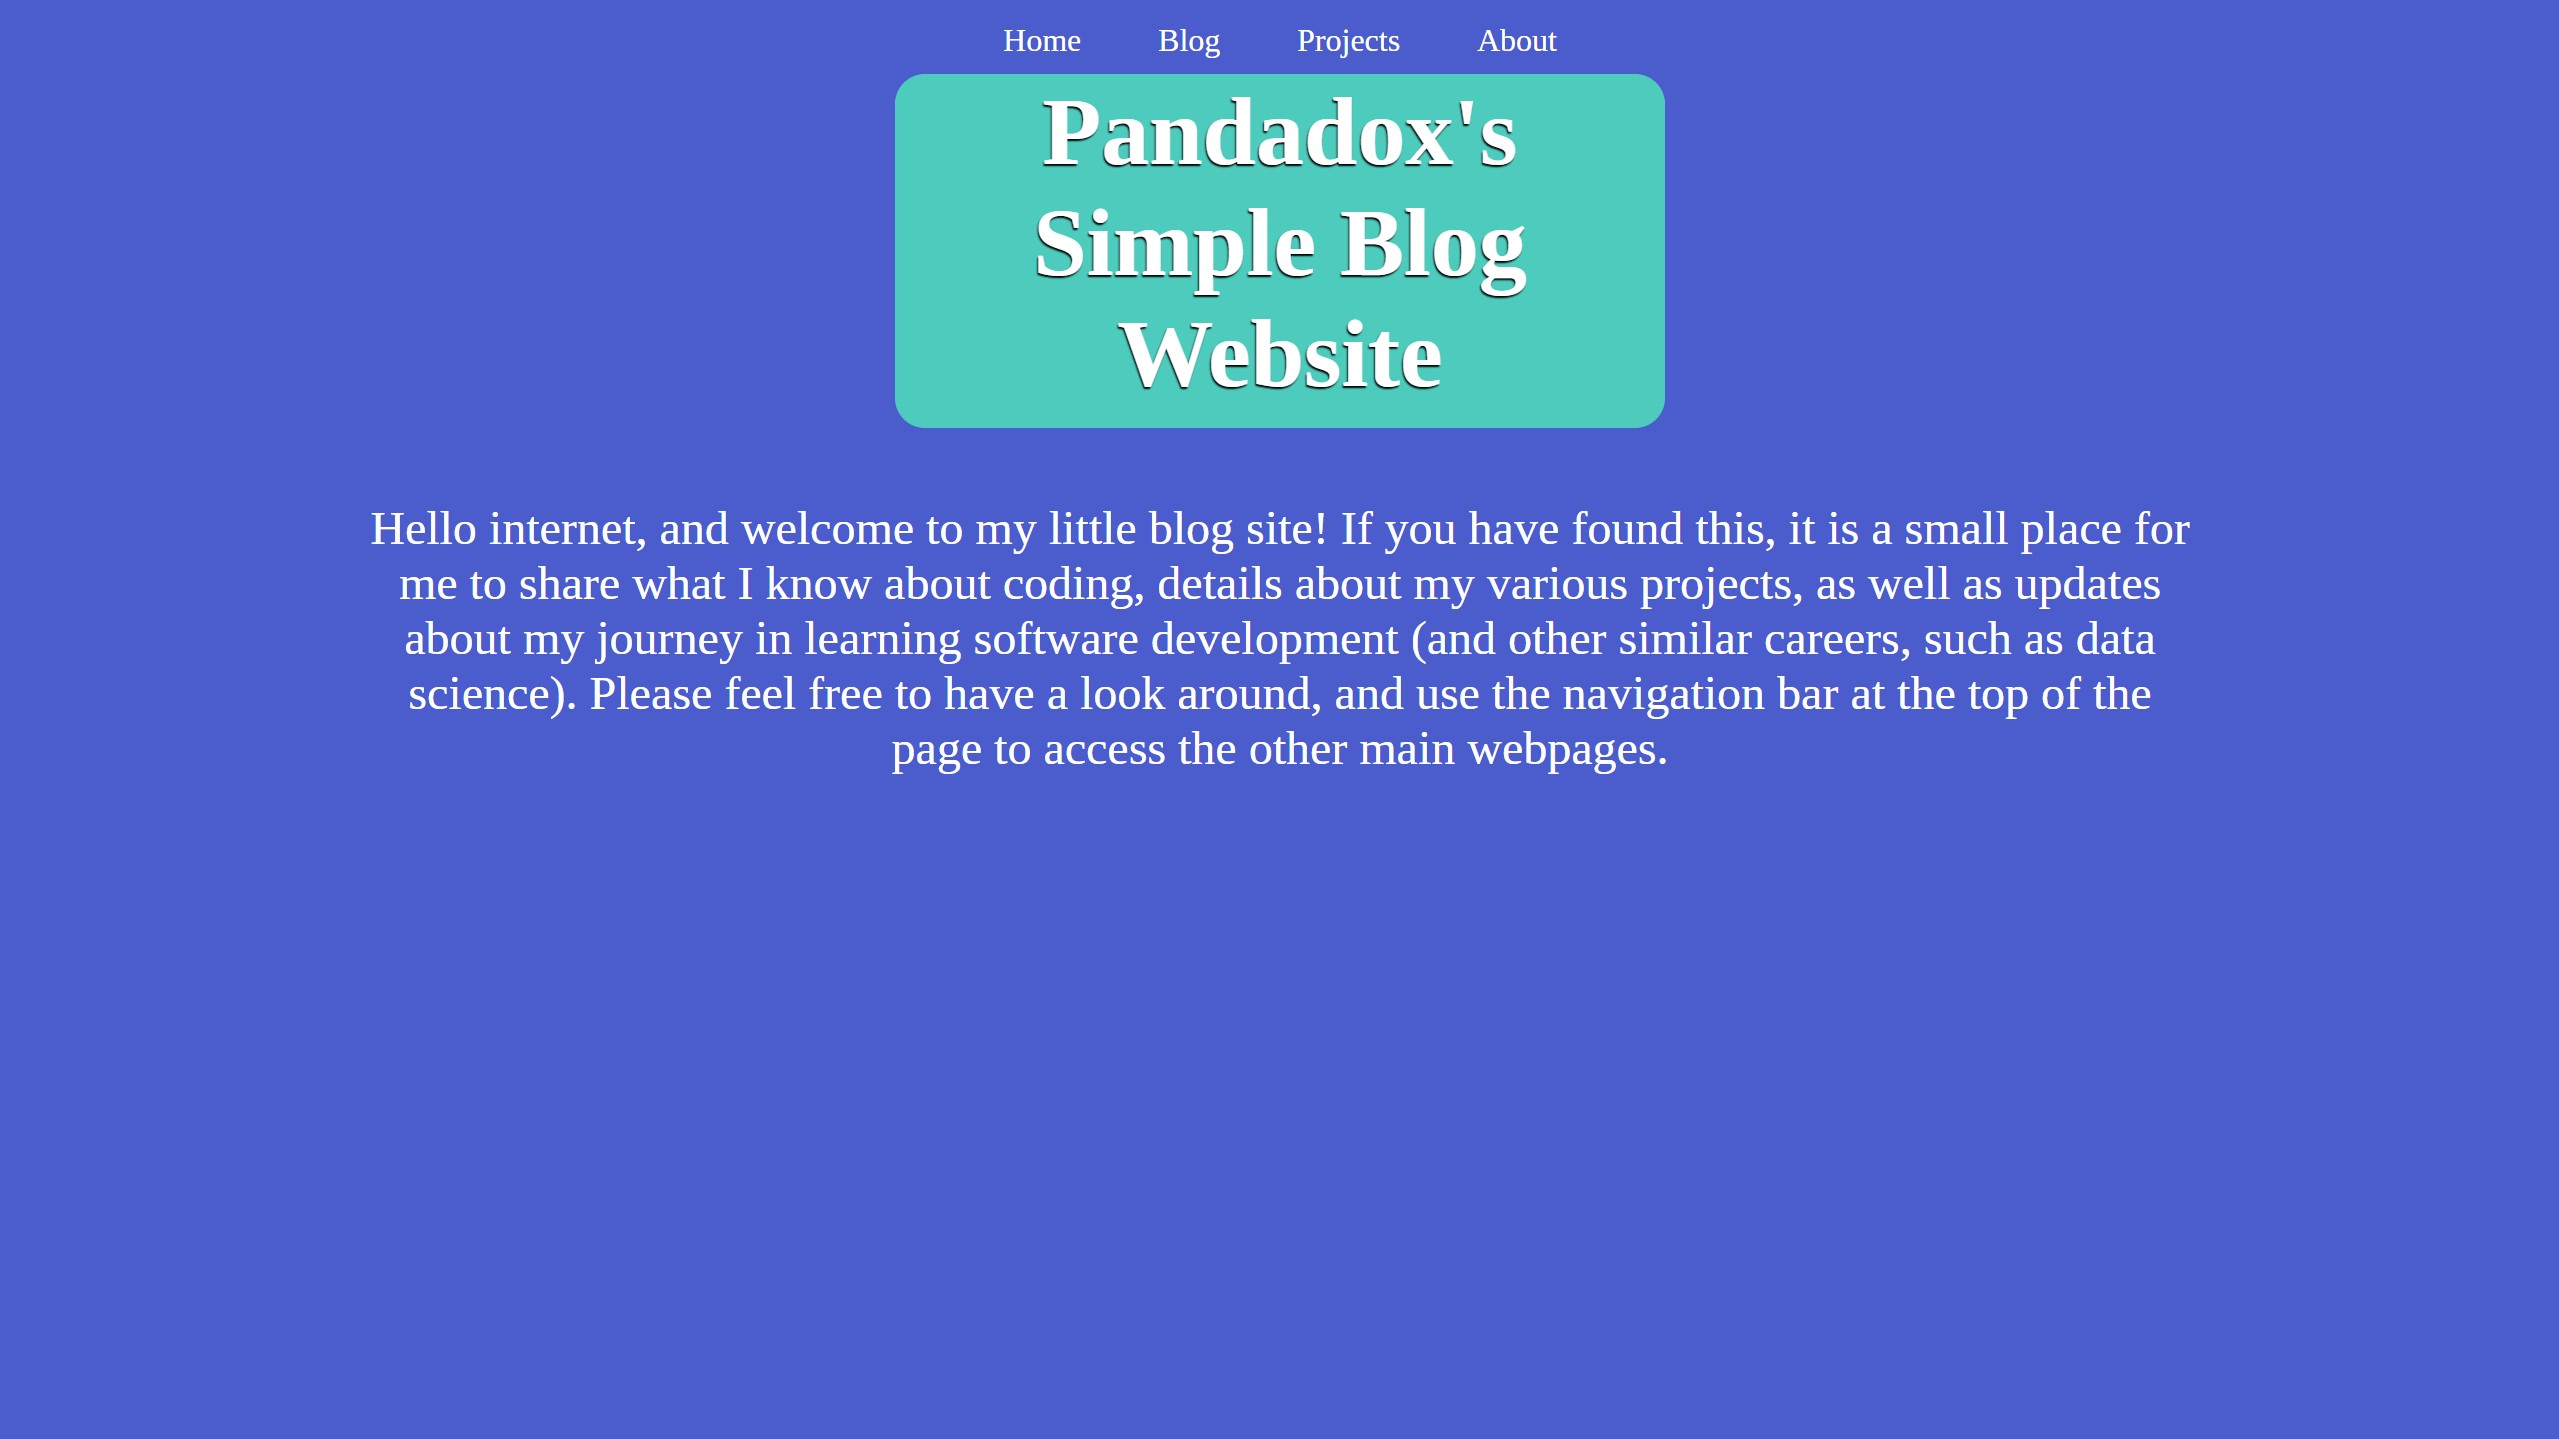 Home Blog Projects About
Pandadox's
Simple Blog
Website
Hello internet, and welcome to my little blog site! If you have found this, it is a small place for
me to share what I know about coding, details about my various projects, as well as updates
about my journey in learning software development (and other similar careers, such as data
science). Please feel free to have a look around, and use the navigation bar at the top of the
page to access the other main webpages.